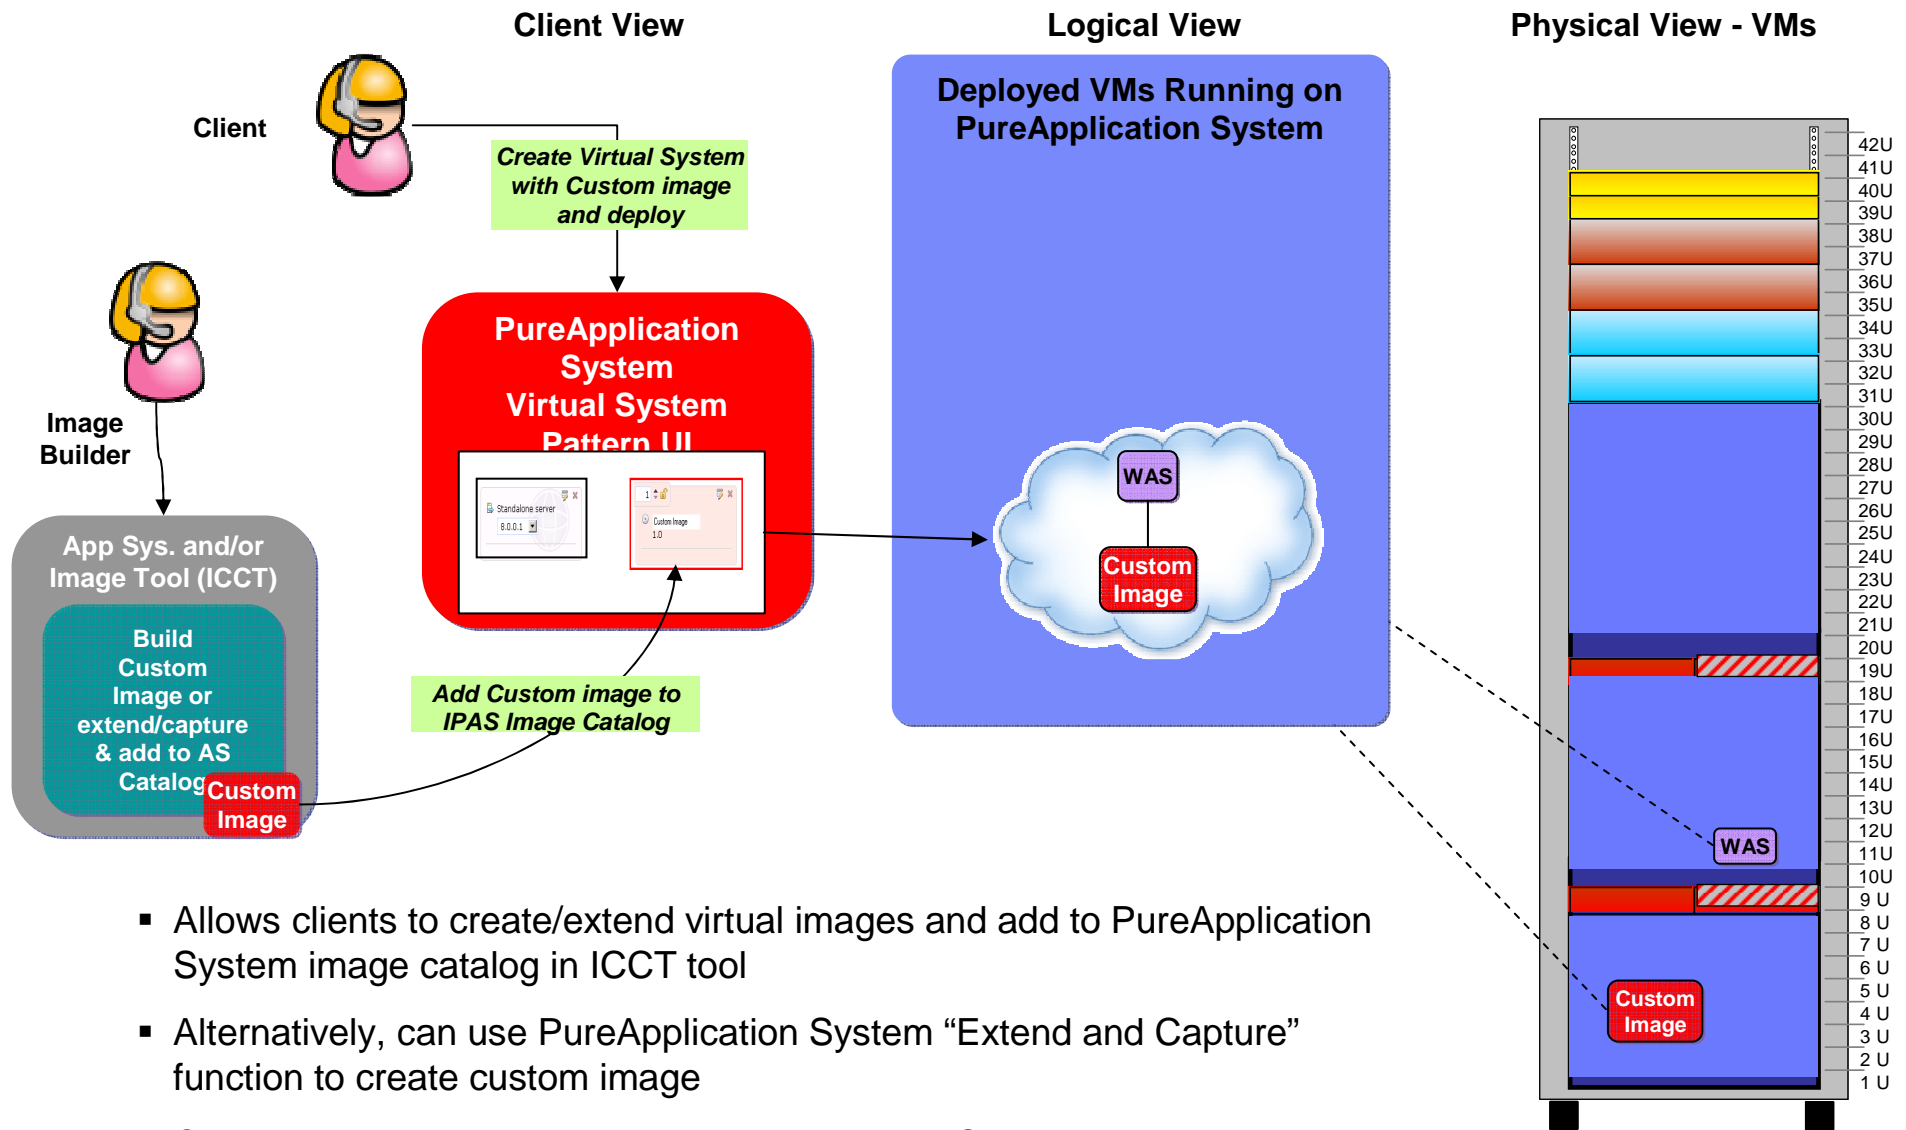 Client View
Logical View
Physical View - VMs
Client
Create Virtual System
with Custom image
and deploy
Deployed VMs Running on
PureApplication System
Image
Builder
PureApplication
System
Virtual System
Pattern UI
Standalone server
8.0.0.1
1
Custom Image
1.0
WAS
Custom
Image
App Sys. and/or
Image Tool (ICCT)
Build
Custom
Image or
extend/capture
& add to AS
Catalog
Custom
Image
Add Custom image to
IPAS Image Catalog
42U
41U
40U
39U
38U
37U
36U
35U
34U
33U
32U
31U
30U
29U
28U
27U
26U
25U
24U
23U
22U
21U
20U
19U
18U
17U
16U
15U
14U
13U
12U
11U
10U
9 U
8 U
7 U
6 U
5 U
4 U
3 U
2 U
1 U
WAS
Custom
Image
▪ Allows clients to create/extend virtual images and add to PureApplication
System image catalog in ICCT tool
▪ Alternatively, can use PureApplication System “Extend and Capture”
function to create custom image